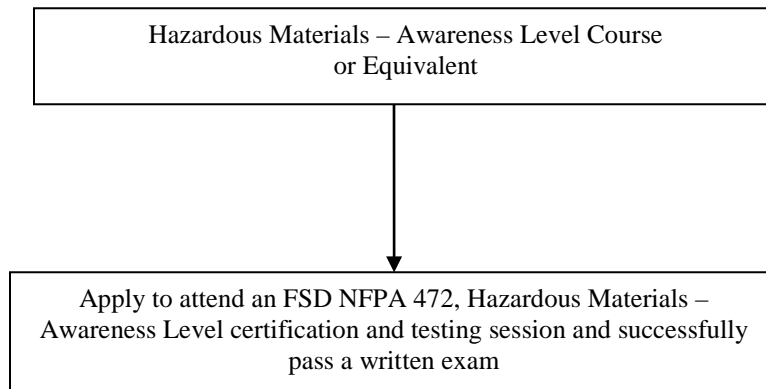 Hazardous Materials – Awareness Level Course
or Equivalent
Apply to attend an FSD NFPA 472, Hazardous Materials –
Awareness Level certification and testing session and successfully
pass a written exam